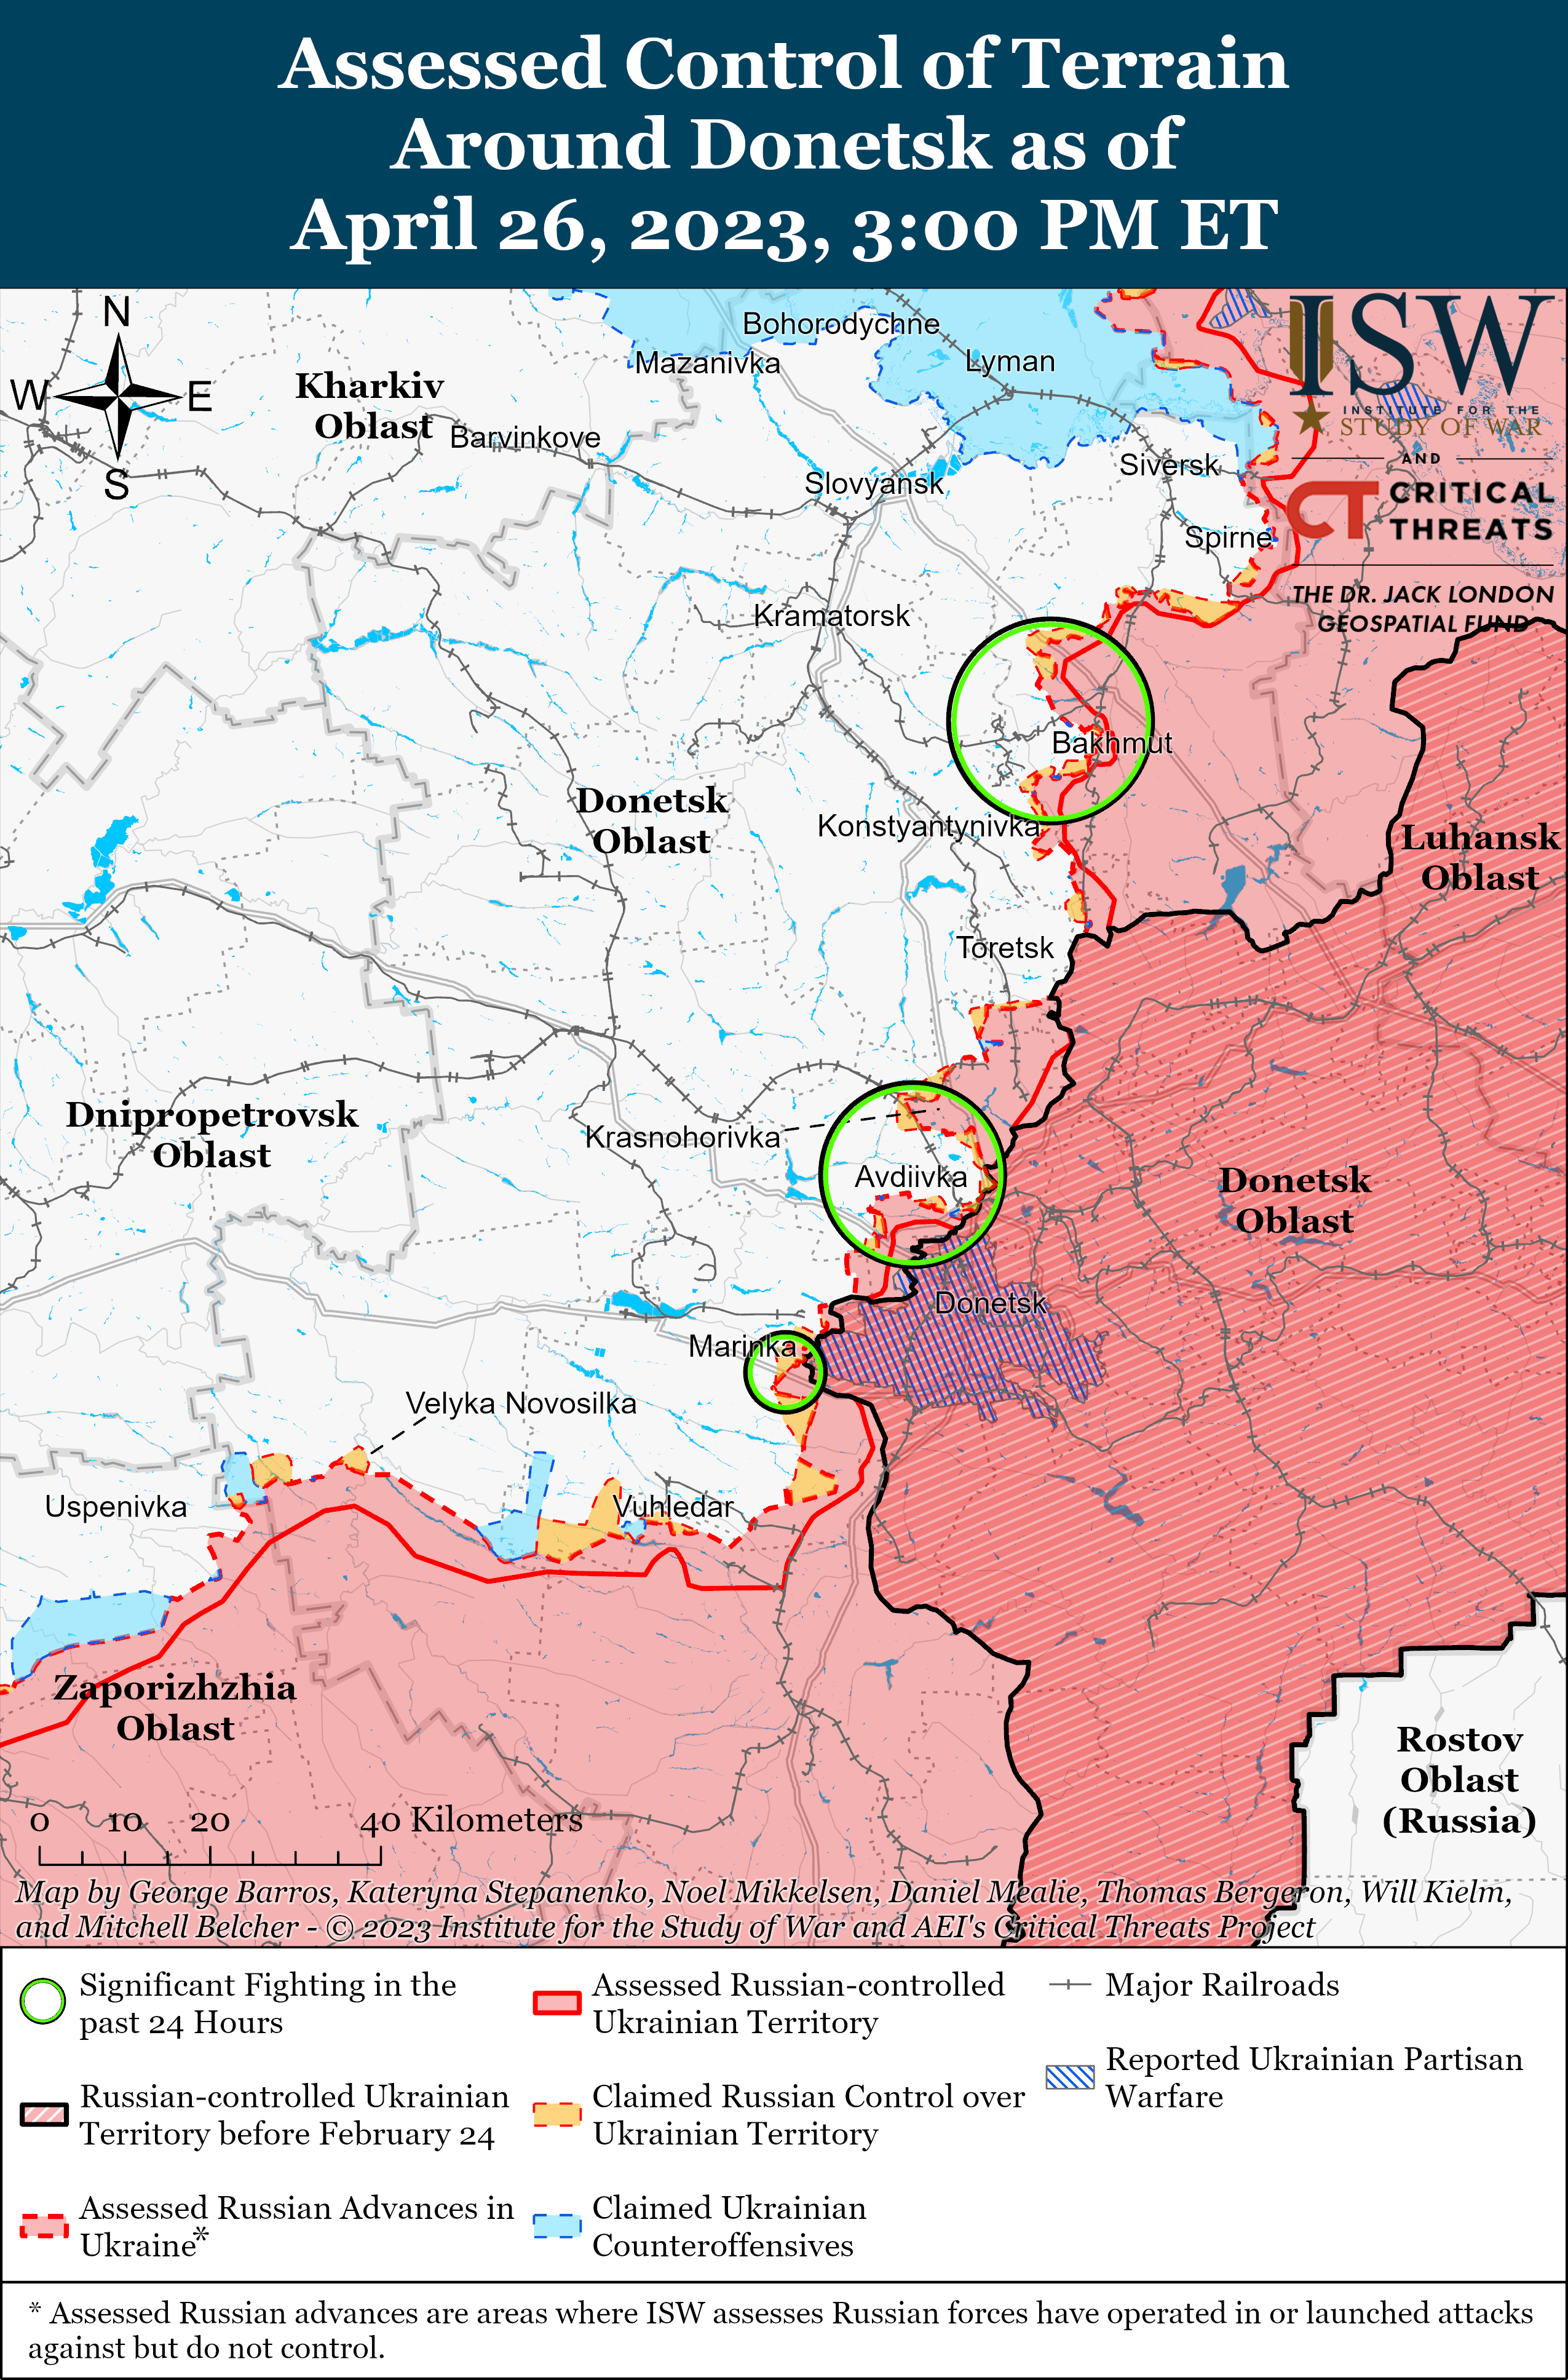 Assessed Control of Terrain
Around Donetsk as of
April 26, 2023, 3:00 PM ET
N
W
E
S
ISW
INSTITUTE FOR THE
STUDY OF WAR
AND
CT CRITICAL
THREATS
THE DR. JACK LONDON
GEOSPATIAL FUND
Bohorodychne
Mazanivka
Lyman
Kharkiv
Oblast
Barvinkove
Siversk
Slovyansk
Spirne
Kramatorsk
Bakhmut
Donetsk
Oblast
Konstyantynivka
Luhansk
Oblast
Toretsk
Dnipropetrovsk
Oblast
Krasnohorivka
Avdiivka
Donetsk
Oblast
Donetsk
Marinka
Velyka Novosilka
Uspenivka
Vuhledar
Zaporizhzhia
Oblast
Rostov
Oblast
(Russia)
0 10 20 40 Kilometers
Map by George Barros, Kateryna Stepanenko, Noel Mikkelsen, Daniel Mealie, Thomas Bergeron, Will Kielm,
and Mitchell Belcher - © 2023 Institute for the Study of War and AEI's Critical Threats Project
Significant Fighting in the
past 24 Hours
Russian-controlled Ukrainian
Territory before February 24
Assessed Russian Advances in
Ukraine*
Assessed Russian-controlled
Ukrainian Territory
Claimed Russian Control over
Ukrainian Territory
Claimed Ukrainian
Counteroffensives
Major Railroads
Reported Ukrainian Partisan
Warfare
* Assessed Russian advances are areas where ISW assesses Russian forces have operated in or launched attacks
against but do not control.